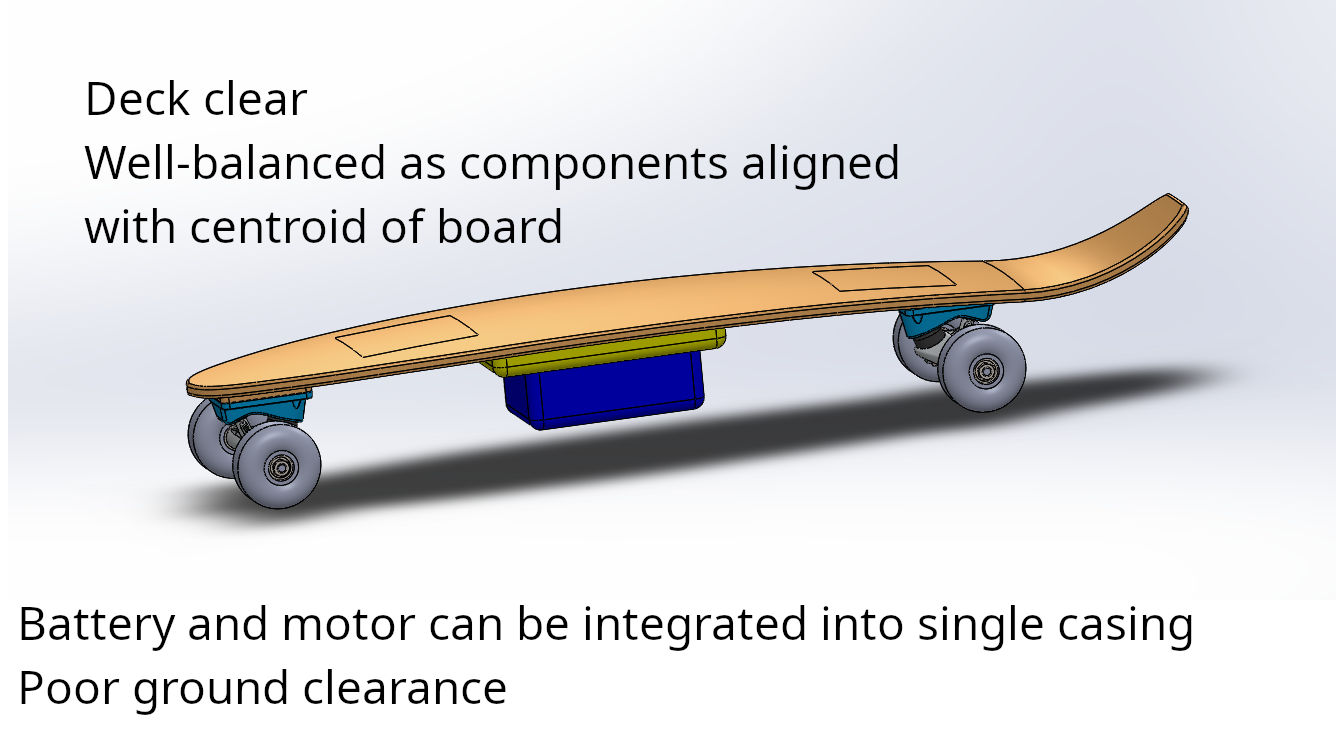 Deck clear
Well-balanced as components aligned
with centroid of board
Battery and motor can be integrated into single casing
Poor ground clearance